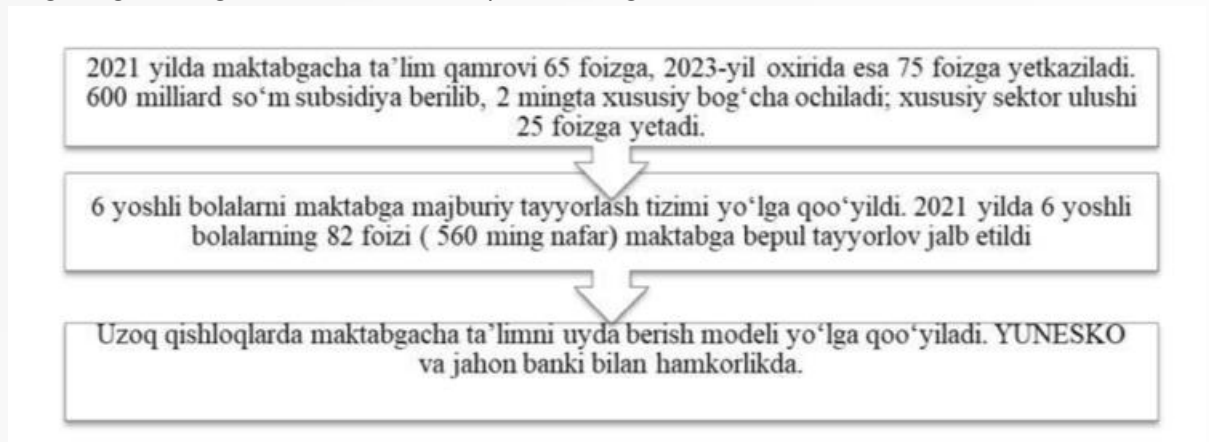 2021 yilda maktabgacha ta’lim qamrovi 65 foizga, 2023-yil oxirida esa 75 foizga yetkaziladi.
600 milliard so‘m subsidiya berilib, 2 mingta xususiy bog‘cha ochiladi; xususiy sektor ulushi
25 foizga yetadi.
6 yoshli bolalarni maktabga majburiy tayyorlash tizimi yo‘lga qoo‘yildi. 2021 yilda 6 yoshli
bolalarning 82 foizi ( 560 ming nafar) maktabga bepul tayyorlov jalb etildi
Uzoq qishloqlarda maktabgacha ta’limni uyda berish modeli yo‘lga qoo‘yiladi. YUNESKO
va jahon banki bilan hamkorlikda.